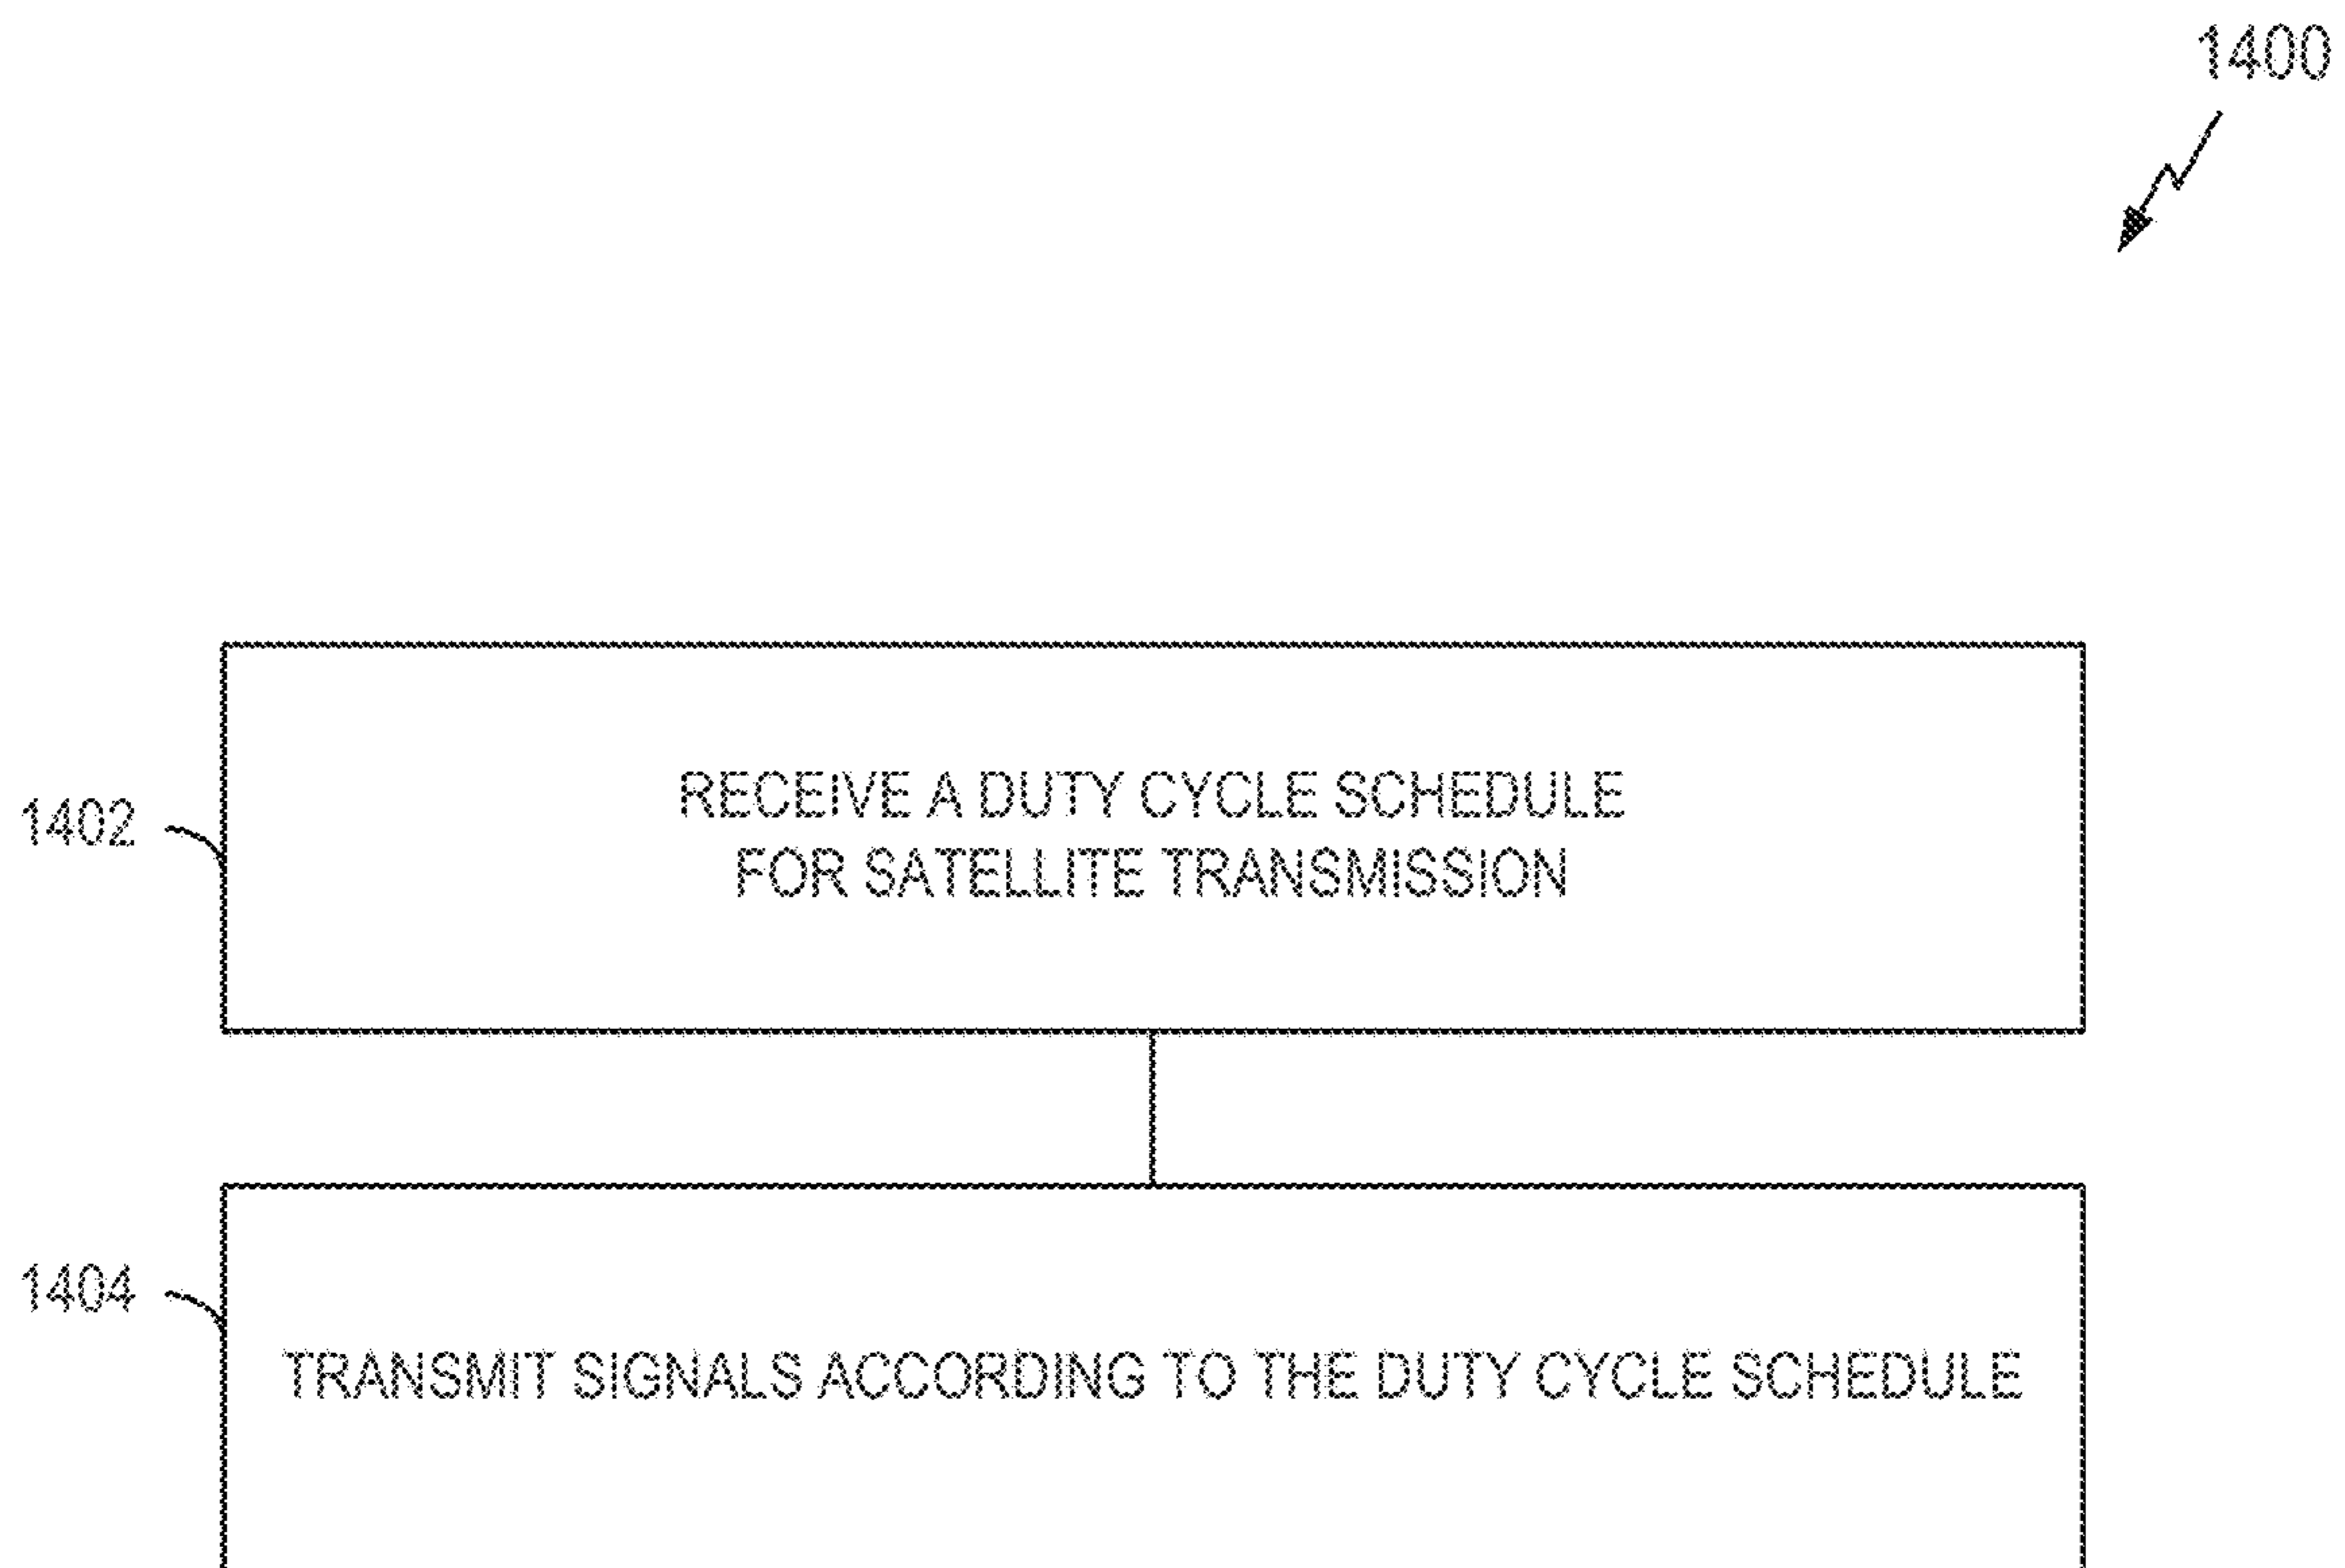 1400
1402
RECEIVE A DUTY CYCLE SCHEDULE
FOR SATELLITE TRANSMISSION
1404
TRANSMIT SIGNALS ACCORDING TO THE DUTY CYCLE SCHEDULE